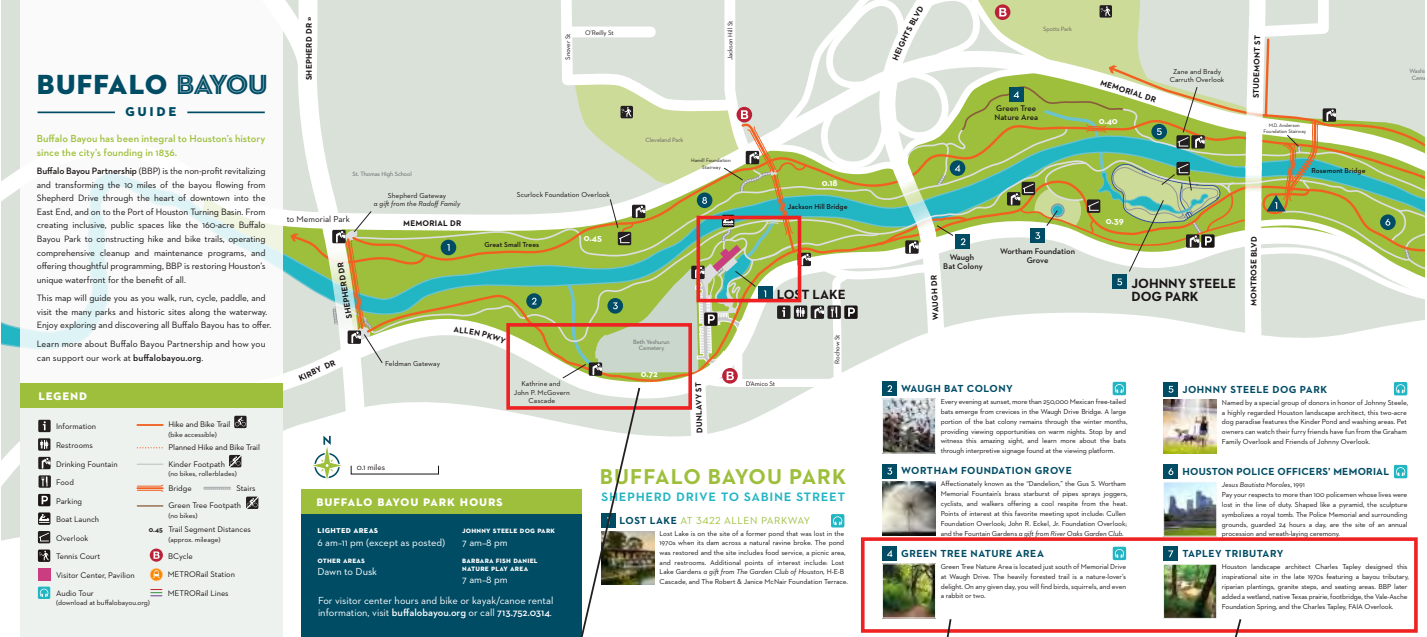 BUFFALO BAYOU
GUIDE
Buffalo Bayou has been integral to Houston's history
since the city's founding in 1836.
Buffalo Bayou Partnership (BBP) is the non-profit revitalizing
and transforming the 10 miles of the bayou flowing from
Shepherd Drive through the heart of downtown into the
East End, and on to the Port of Houston Turning Basin. From
creating inclusive, public spaces like the 160-acre Buffalo
Bayou Park to constructing hike and bike trails, operating
comprehensive cleanup and maintenance programs, and
offering thoughtful programming, BBP is restoring Houston's
unique waterfront for the benefit of all.
This map will guide you as you walk, run, cycle, paddle, and
visit the many parks and historic sites along the waterway.
Enjoy exploring and discovering all Buffalo Bayou has to offer.
Learn more about Buffalo Bayou Partnership and how you
can support our work at buffalobayou.org.
LEGEND
Information
Restrooms
Drinking Fountain
Food
Parking
Boat Launch
Overlook
Tennis Court
Visitor Center, Pavilion
Audio Tour
(download at buffalobayou.org)
Hike and Bike Trail
(bike accessible)
Planned Hike and Bike Trail
Kinder Footpath
(no bikes, rollerblades)
Bridge
Stairs
Green Tree Footpath
(no bikes)
0.45 Trail Segment Distances
(approx. mileage)
B BCycle
METRORail Station
METRORail Lines
SHEPHERD DR »
Snover St
O'Reilly St
Jackson Hill St
HEIGHTS BLVD
B
Spotts Park
MEMORIAL DR
Zane and Brady
Carruth Overlook
STUDEMONT ST
M.D. Anderson
Foundation Stairway
Rosemont Bridge
4
Green Tree
Nature Area
0.40
5
4
Cleveland Park
B
Hamill Foundation
Stairway
St. Thomas High School
Shepherd Gateway
a gift from the Radoff Family
Scurlock Foundation Overlook
0.18
8
to Memorial Park
MEMORIAL DR
Jackson Hill Bridge
0.39
1
6
1
Great Small Trees
0.45
2
Waugh
Bat Colony
3
Wortham Foundation
Grove
P
5 JOHNNY STEELE
DOG PARK
MONTROSE BLVD
WAUGH DR
SHEPHERD DR
2
3
1 LOST LAKE
P
P
ALLEN PKWY
Beth Yeshurun
Cemetery
Rochow St
KIRBY DR
Feldman Gateway
0.72
B
D'Amico St
Kathrine and
John P. McGovern
Cascade
DUNLAVY ST
N
0.1 miles
BUFFALO BAYOU PARK HOURS
LIGHTED AREAS
6 am–11 pm (except as posted)
OTHER AREAS
Dawn to Dusk
JOHNNY STEELE DOG PARK
7 am–8 pm
BARBARA FISH DANIEL
NATURE PLAY AREA
7 am–8 pm
For visitor center hours and bike or kayak/canoe rental
information, visit buffalobayou.org or call 713.752.0314.
BUFFALO BAYOU PARK
SHEPHERD DRIVE TO SABINE STREET
1 LOST LAKE AT 3422 ALLEN PARKWAY
Lost Lake is on the site of a former pond that was lost in the
1970s when its dam across a natural ravine broke. The pond
was restored and the site includes food service, a picnic area,
and restrooms. Additional points of interest include: Lost
Lake Gardens a gift from The Garden Club of Houston, H-E-B
Cascade, and The Robert & Janice McNair Foundation Terrace.
2 WAUGH BAT COLONY
Every evening at sunset, more than 250,000 Mexican free-tailed
bats emerge from crevices in the Waugh Drive Bridge. A large
portion of the bat colony remains through the winter months,
providing viewing opportunities on warm nights. Stop by and
witness this amazing sight, and learn more about the bats
through interpretive signage found at the viewing platform.
3 WORTHAM FOUNDATION GROVE
Affectionately known as the "Dandelion," the Gus S. Wortham
Memorial Fountain's brass starburst of pipes sprays joggers,
cyclists, and walkers offering a cool respite from the heat.
Points of interest at this favorite meeting spot include: Cullen
Foundation Overlook; John R. Eckel, Jr. Foundation Overlook;
and the Fountain Gardens a gift from River Oaks Garden Club.
4 GREEN TREE NATURE AREA
Green Tree Nature Area is located just south of Memorial Drive
at Waugh Drive. The heavily forested trail is a nature-lover's
delight. On any given day, you will find birds, squirrels, and even
a rabbit or two.
5 JOHNNY STEELE DOG PARK
Named by a special group of donors in honor of Johnny Steele,
a highly regarded Houston landscape architect, this two-acre
dog paradise features the Kinder Pond and washing areas. Pet
owners can watch their furry friends have fun from the Graham
Family Overlook and Friends of Johnny Overlook.
6 HOUSTON POLICE OFFICERS' MEMORIAL
Jesus Bautista Moroles, 1991
Pay your respects to more than 100 policemen whose lives were
lost in the line of duty. Shaped like a pyramid, the sculpture
symbolizes a royal tomb. The Police Memorial and surrounding
grounds, guarded 24 hours a day, are the site of an annual
procession and wreath-laying ceremony.
7 TAPLEY TRIBUTARY
Houston landscape architect Charles Tapley designed this
inspirational site in the late 1970s featuring a bayou tributary,
riparian plantings, granite steps, and seating areas. BBP later
added a wetland, native Texas prairie, footbridge, the Vale-Asche
Foundation Spring, and the Charles Tapley, FAIA Overlook.